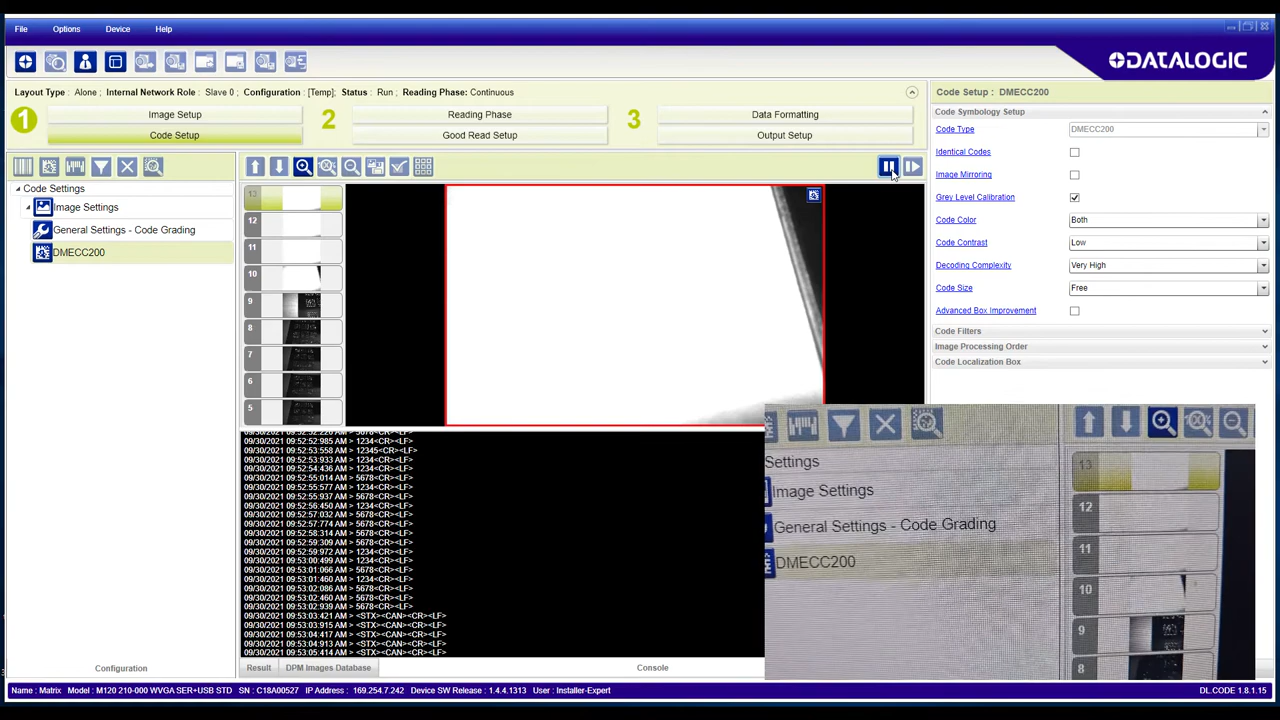 File Options Device Help
DATALOGIC
Layout Type : Alone ; Internal Network Role : Slave 0 ; Configuration : [Temp]; Status : Run ; Reading Phase: Continuous
1 Image Setup 2 Reading Phase 3 Data Formatting
Code Setup Good Read Setup Output Setup
Code Settings
Image Settings
General Settings - Code Grading
DMECC200
13
12
11
10
9
8
7
6
5
Code Setup : DMECC200
Code Symbology Setup
Code Type DMECC200
Identical Codes
Image Mirroring
Grey Level Calibration
Code Color Both
Code Contrast Low
Decoding Complexity Very High
Code Size Free
Advanced Box Improvement
Code Filters
Image Processing Order
Code Localization Box
09/30/2021 09:52:52:226 AM > 5678<CR><LF>
09/30/2021 09:52:52:985 AM > 1234<CR><LF>
09/30/2021 09:52:53:558 AM > 12345<CR><LF>
09/30/2021 09:52:53:933 AM > 1234<CR><LF>
09/30/2021 09:52:54:436 AM > 1234<CR><LF>
09/30/2021 09:52:55:014 AM > 5678<CR><LF>
09/30/2021 09:52:55:577 AM > 1234<CR><LF>
09/30/2021 09:52:55:937 AM > 5678<CR><LF>
09/30/2021 09:52:56:450 AM > 1234<CR><LF>
09/30/2021 09:52:57:032 AM > 5678<CR><LF>
09/30/2021 09:52:57:774 AM > 5678<CR><LF>
09/30/2021 09:52:58:314 AM > 5678<CR><LF>
09/30/2021 09:52:59:309 AM > 5678<CR><LF>
09/30/2021 09:52:59:972 AM > 1234<CR><LF>
09/30/2021 09:53:00:499 AM > 1234<CR><LF>
09/30/2021 09:53:01:066 AM > 5678<CR><LF>
09/30/2021 09:53:01:460 AM > 1234<CR><LF>
09/30/2021 09:53:02:086 AM > 5678<CR><LF>
09/30/2021 09:53:02:460 AM > 5678<CR><LF>
09/30/2021 09:53:02:939 AM > 5678<CR><LF>
09/30/2021 09:53:03:421 AM > <STX><CAN><CR><LF>
09/30/2021 09:53:03:915 AM > <STX><CAN><CR><LF>
09/30/2021 09:53:04:417 AM > <STX><CAN><CR><LF>
09/30/2021 09:53:04:913 AM > <STX><CAN><CR><LF>
09/30/2021 09:53:05:414 AM > <STX><CAN><CR><LF>
Settings
Image Settings
General Settings - Code Grading
DMECC200
13
12
11
10
9
8
Configuration Result DPM Images Database Console
Name : Matrix Model : M120 210-000 WVGA SER+USB STD SN : C18A00527 IP Address : 169.254.7.242 Device SW Release : 1.4.4.1313 User : Installer-Expert DL.CODE 1.8.1.15